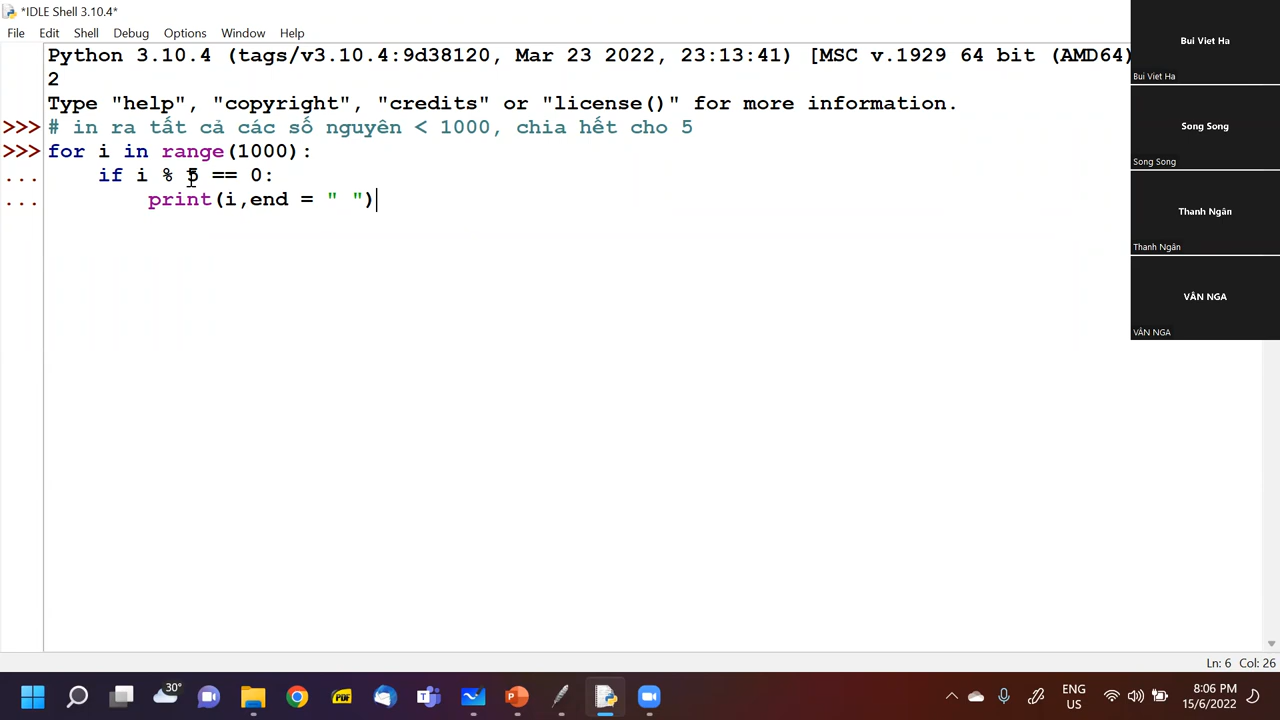 *IDLE Shell 3.10.4*
File Edit Shell Debug Options Window Help
Python 3.10.4 (tags/v3.10.4:9d38120, Mar 23 2022, 23:13:41) [MSC v.1929 64 bit (AMD64)
2
Type "help", "copyright", "credits" or "license()" for more information.
>>> # in ra tất cả các số nguyên < 1000, chia hết cho 5
>>> for i in range(1000):
... if i % 5 == 0:
... print(i,end = " ")
Bui Viet Ha
Bui Viet Ha
Song Song
Song Song
Thanh Ngân
Thanh Ngân
VÂN NGA
VÂN NGA
Ln: 6 Col: 26
30°
PDF
ENG
US
8:06 PM
15/6/2022